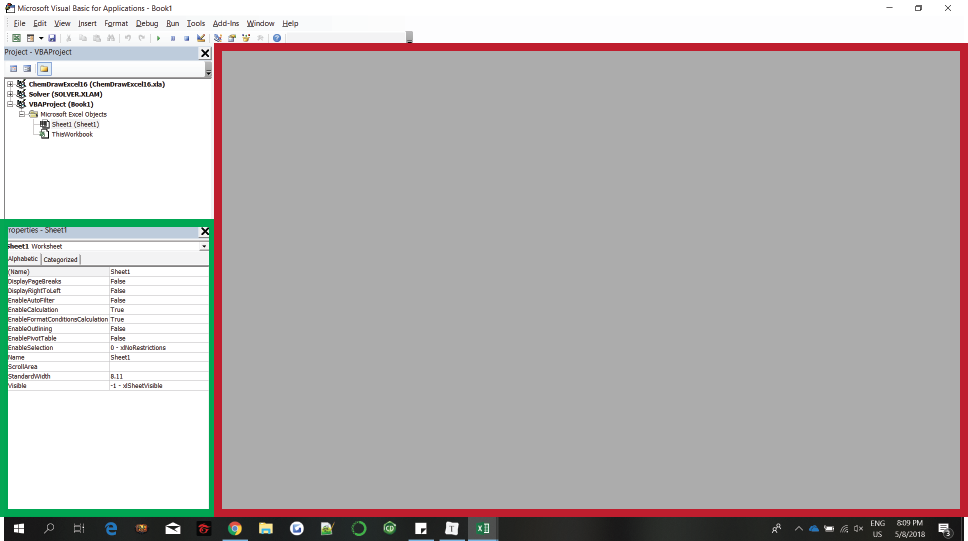 Microsoft Visual Basic for Applications - Book1
File Edit View Insert Format Debug Run Tools Add-Ins Window Help
Project - VBAProject
ChemDrawExcel16 (ChemDrawExcel16.xla)
Solver (SOLVER.XLAM)
VBAProject (Book1)
Microsoft Excel Objects
Sheet1 (Sheet1)
ThisWorkbook
roperties - Sheet1
Sheet1 Worksheet
Alphabetic Categorized
(Name) Sheet1
DisplayPageBreaks False
DisplayRightToLeft False
EnableAutoFilter False
EnableCalculation True
EnableFormatConditionsCalculation True
EnableOutlining False
EnablePivotTable False
EnableSelection 0 - xlNoRestrictions
Name Sheet1
ScrollArea
StandardWidth 8.11
Visible -1 - xlSheetVisible
ENG 8:09 PM
US 5/8/2018
3